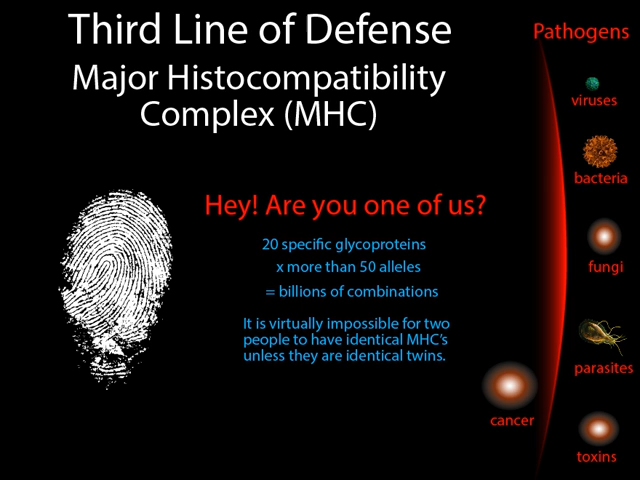 Third Line of Defense
Major Histocompatibility
Complex (MHC)
Hey! Are you one of us?
20 specific glycoproteins
x more than 50 alleles
= billions of combinations
It is virtually impossible for two
people to have identical MHC's
unless they are identical twins.
Pathogens
viruses
bacteria
fungi
parasites
cancer
toxins